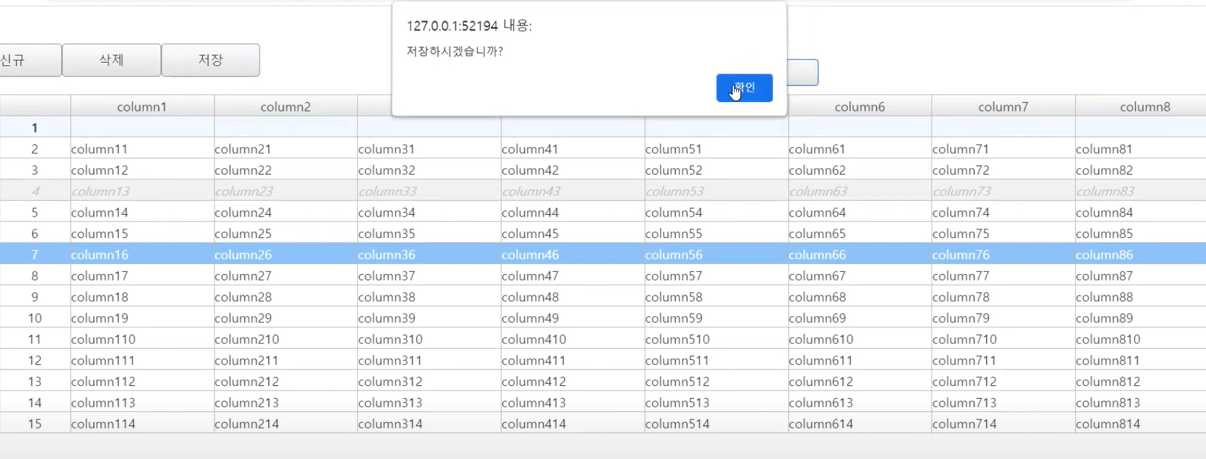 127.0.0.1:52194 내용:
저장하시겠습니까?
확인
신규 삭제 저장
column1 column2 column6 column7 column8
1
2 column11 column21 column31 column41 column51 column61 column71 column81
3 column12 column22 column32 column42 column52 column62 column72 column82
4 column13 column23 column33 column43 column53 column63 column73 column83
5 column14 column24 column34 column44 column54 column64 column74 column84
6 column15 column25 column35 column45 column55 column65 column75 column85
7 column16 column26 column36 column46 column56 column66 column76 column86
8 column17 column27 column37 column47 column57 column67 column77 column87
9 column18 column28 column38 column48 column58 column68 column78 column88
10 column19 column29 column39 column49 column59 column69 column79 column89
11 column110 column210 column310 column410 column510 column610 column710 column810
12 column111 column211 column311 column411 column511 column611 column711 column811
13 column112 column212 column312 column412 column512 column612 column712 column812
14 column113 column213 column313 column413 column513 column613 column713 column813
15 column114 column214 column314 column414 column514 column614 column714 column814